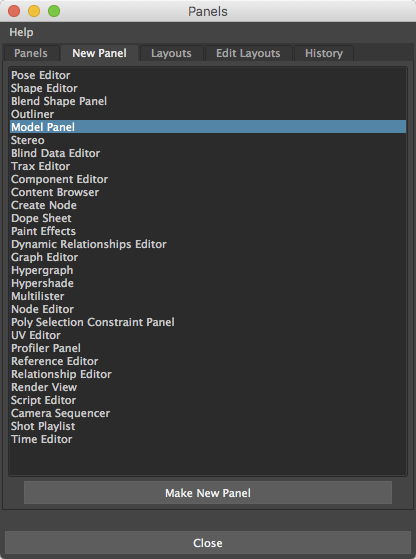 Panels
Help
Panels New Panel Layouts Edit Layouts History
Pose Editor
Shape Editor
Blend Shape Panel
Outliner
Model Panel
Stereo
Blind Data Editor
Trax Editor
Component Editor
Content Browser
Create Node
Dope Sheet
Paint Effects
Dynamic Relationships Editor
Graph Editor
Hypergraph
Hypershade
Multilister
Node Editor
Poly Selection Constraint Panel
UV Editor
Profiler Panel
Reference Editor
Relationship Editor
Render View
Script Editor
Camera Sequencer
Shot Playlist
Time Editor
Make New Panel
Close